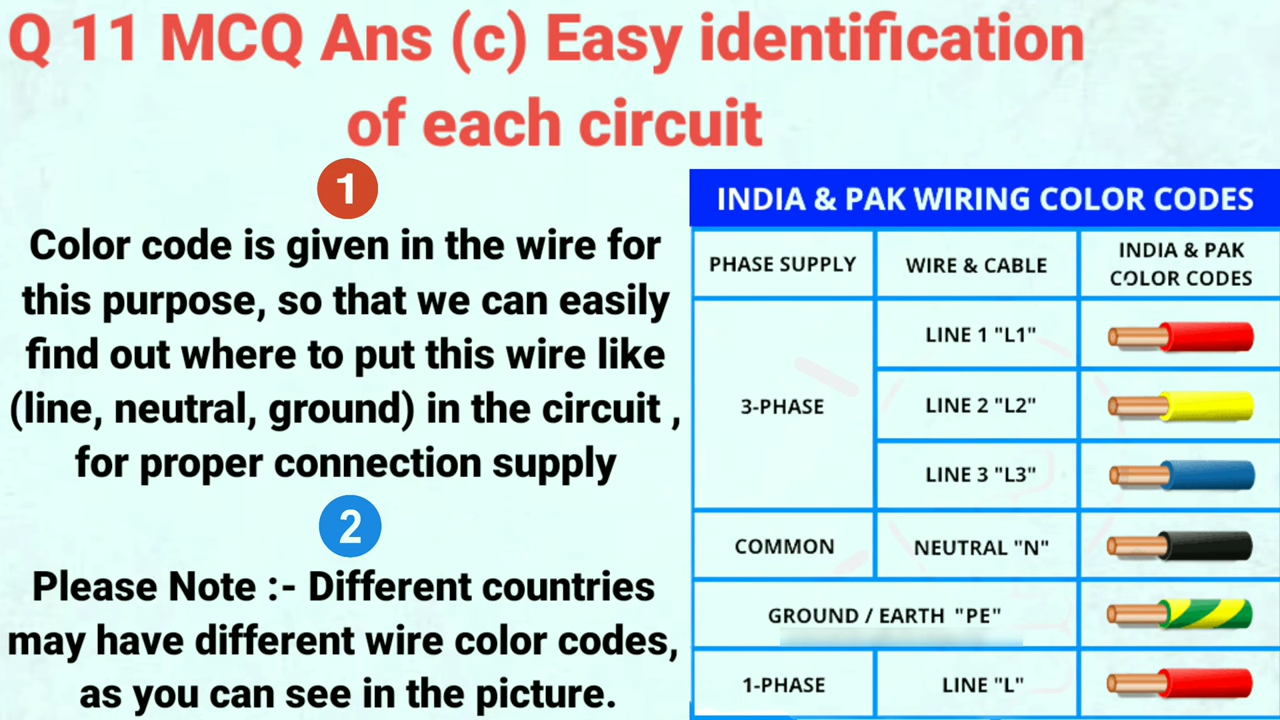 Q 11 MCQ Ans (c) Easy identification
of each circuit
1
Color code is given in the wire for
this purpose, so that we can easily
find out where to put this wire like
(line, neutral, ground) in the circuit ,
for proper connection supply
2
Please Note :- Different countries
may have different wire color codes,
as you can see in the picture.
INDIA & PAK WIRING COLOR CODES
PHASE SUPPLY
WIRE & CABLE
INDIA & PAK
COLOR CODES
3-PHASE
LINE 1 "L1"
LINE 2 "L2"
LINE 3 "L3"
COMMON
NEUTRAL "N"
GROUND / EARTH "PE"
1-PHASE
LINE "L"